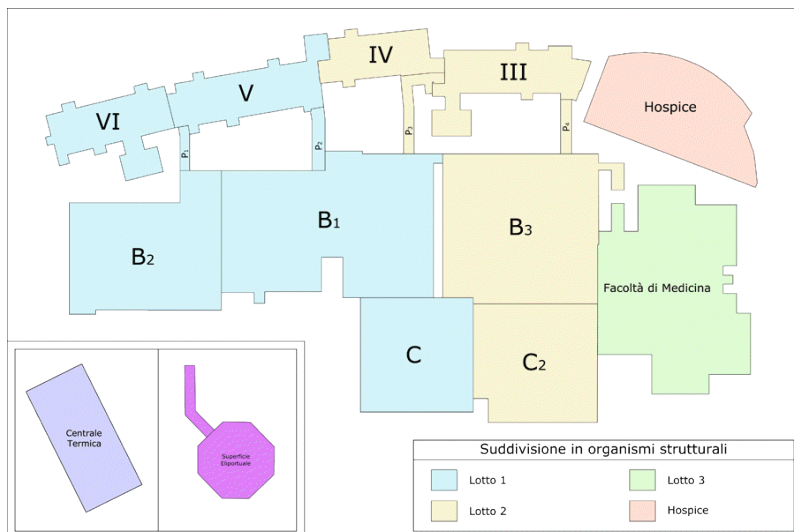 IV
III
V
VI
Hospice
P1
P2
P3
P4
B1
B2
B3
Facoltà di Medicina
C
C2
Centrale
Termica
Superficie
Eliportuale
Suddivisione in organismi strutturali
Lotto 1
Lotto 3
Lotto 2
Hospice